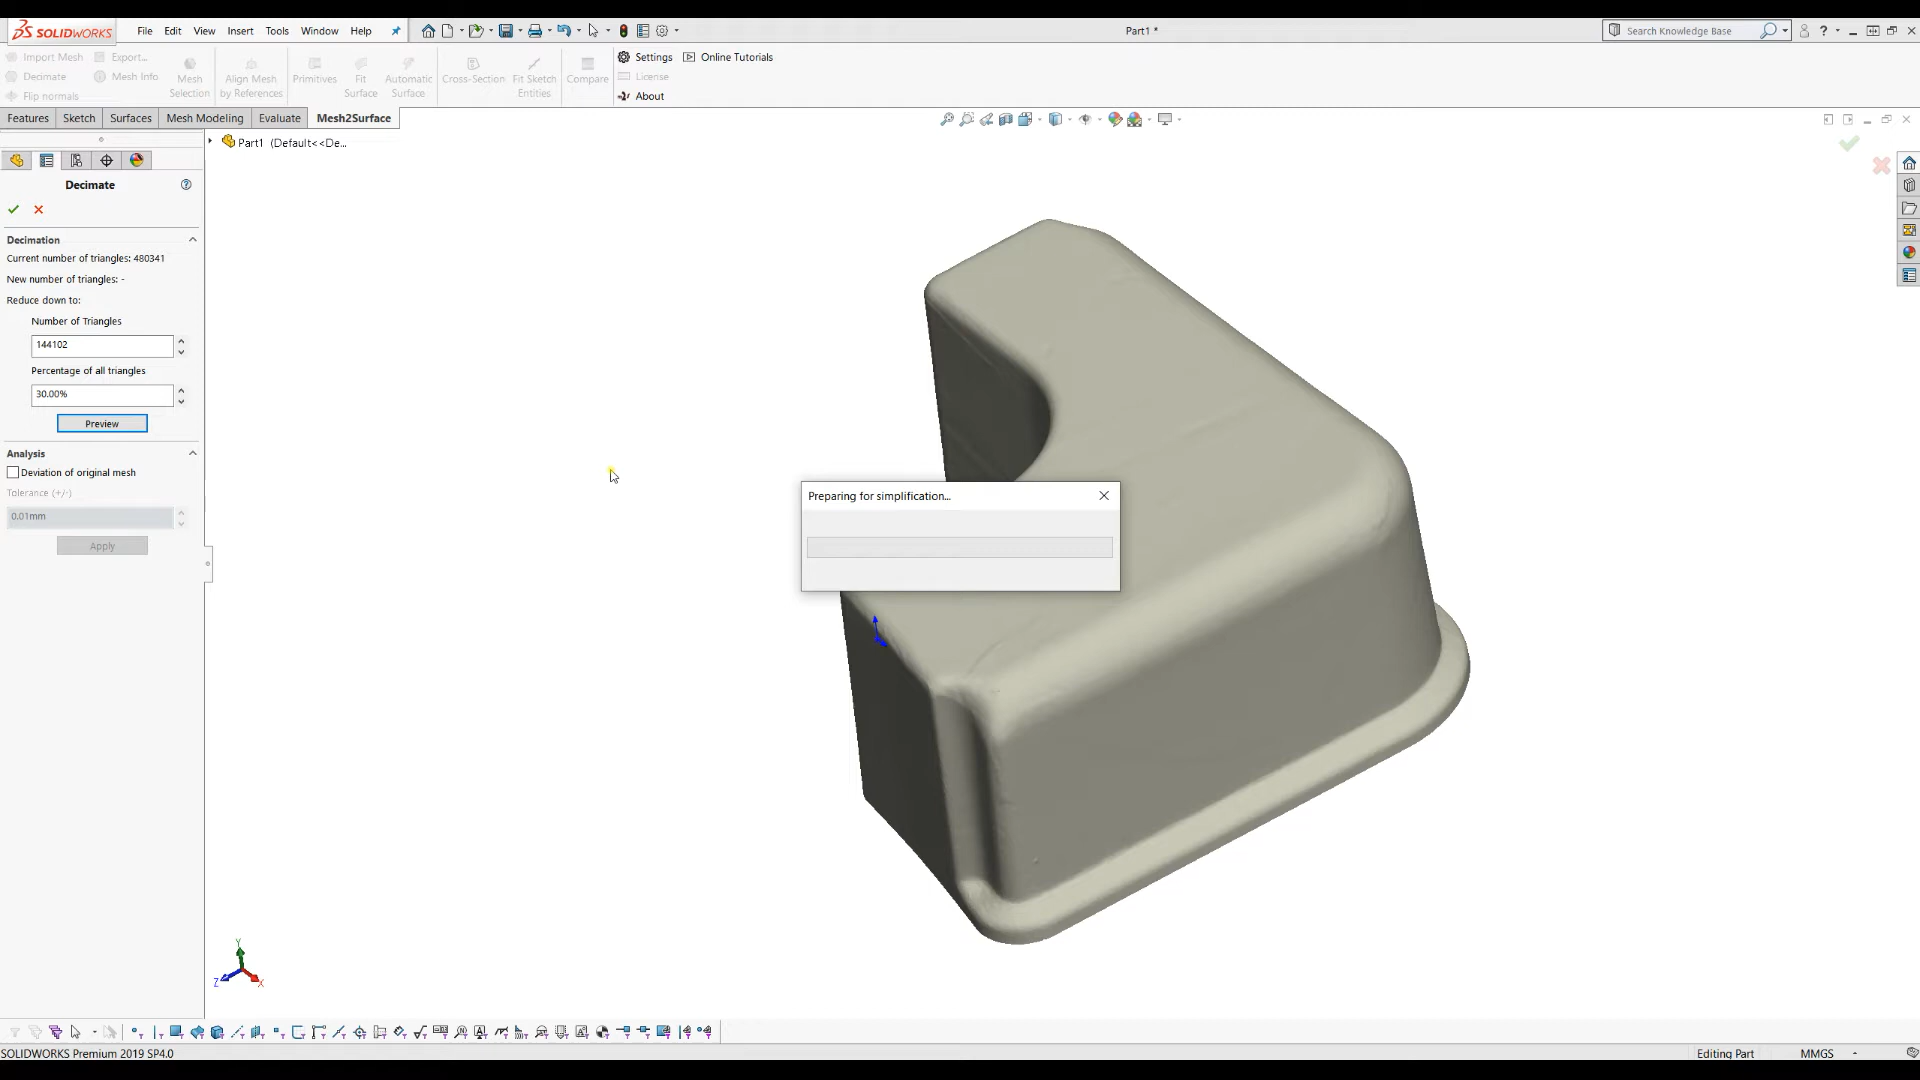 SOLIDWORKS
File Edit View Insert Tools Window Help
Part1 *
Search Knowledge Base
Import Mesh
Export...
Decimate
Mesh Info
Flip normals
Mesh Selection
Align Mesh by References
Primitives
Fit Surface
Automatic Surface
Cross-Section
Fit Sketch Entities
Compare
Settings
Online Tutorials
License
About
Features Sketch Surfaces Mesh Modeling Evaluate Mesh2Surface
Part1 (Default<<De...
Decimate
Decimation
Current number of triangles: 480341
New number of triangles: -
Reduce down to:
Number of Triangles
144102
Percentage of all triangles
30.00%
Preview
Analysis
Deviation of original mesh
Tolerance (+/-)
0.01mm
Apply
Preparing for simplification...
Y
Z
X
SOLIDWORKS Premium 2019 SP4.0
Editing Part
MMGS